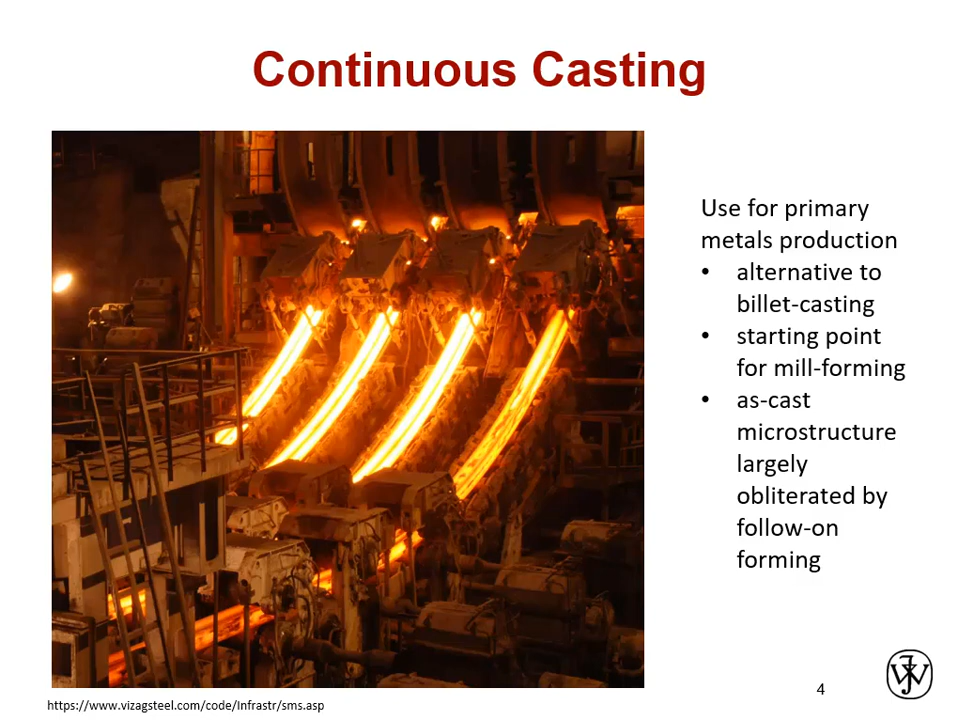 Continuous Casting
Use for primary
metals production
• alternative to
billet-casting
• starting point
for mill-forming
• as-cast
microstructure
largely
obliterated by
follow-on
forming
4
https://www.vizagsteel.com/code/Infrastr/sms.asp